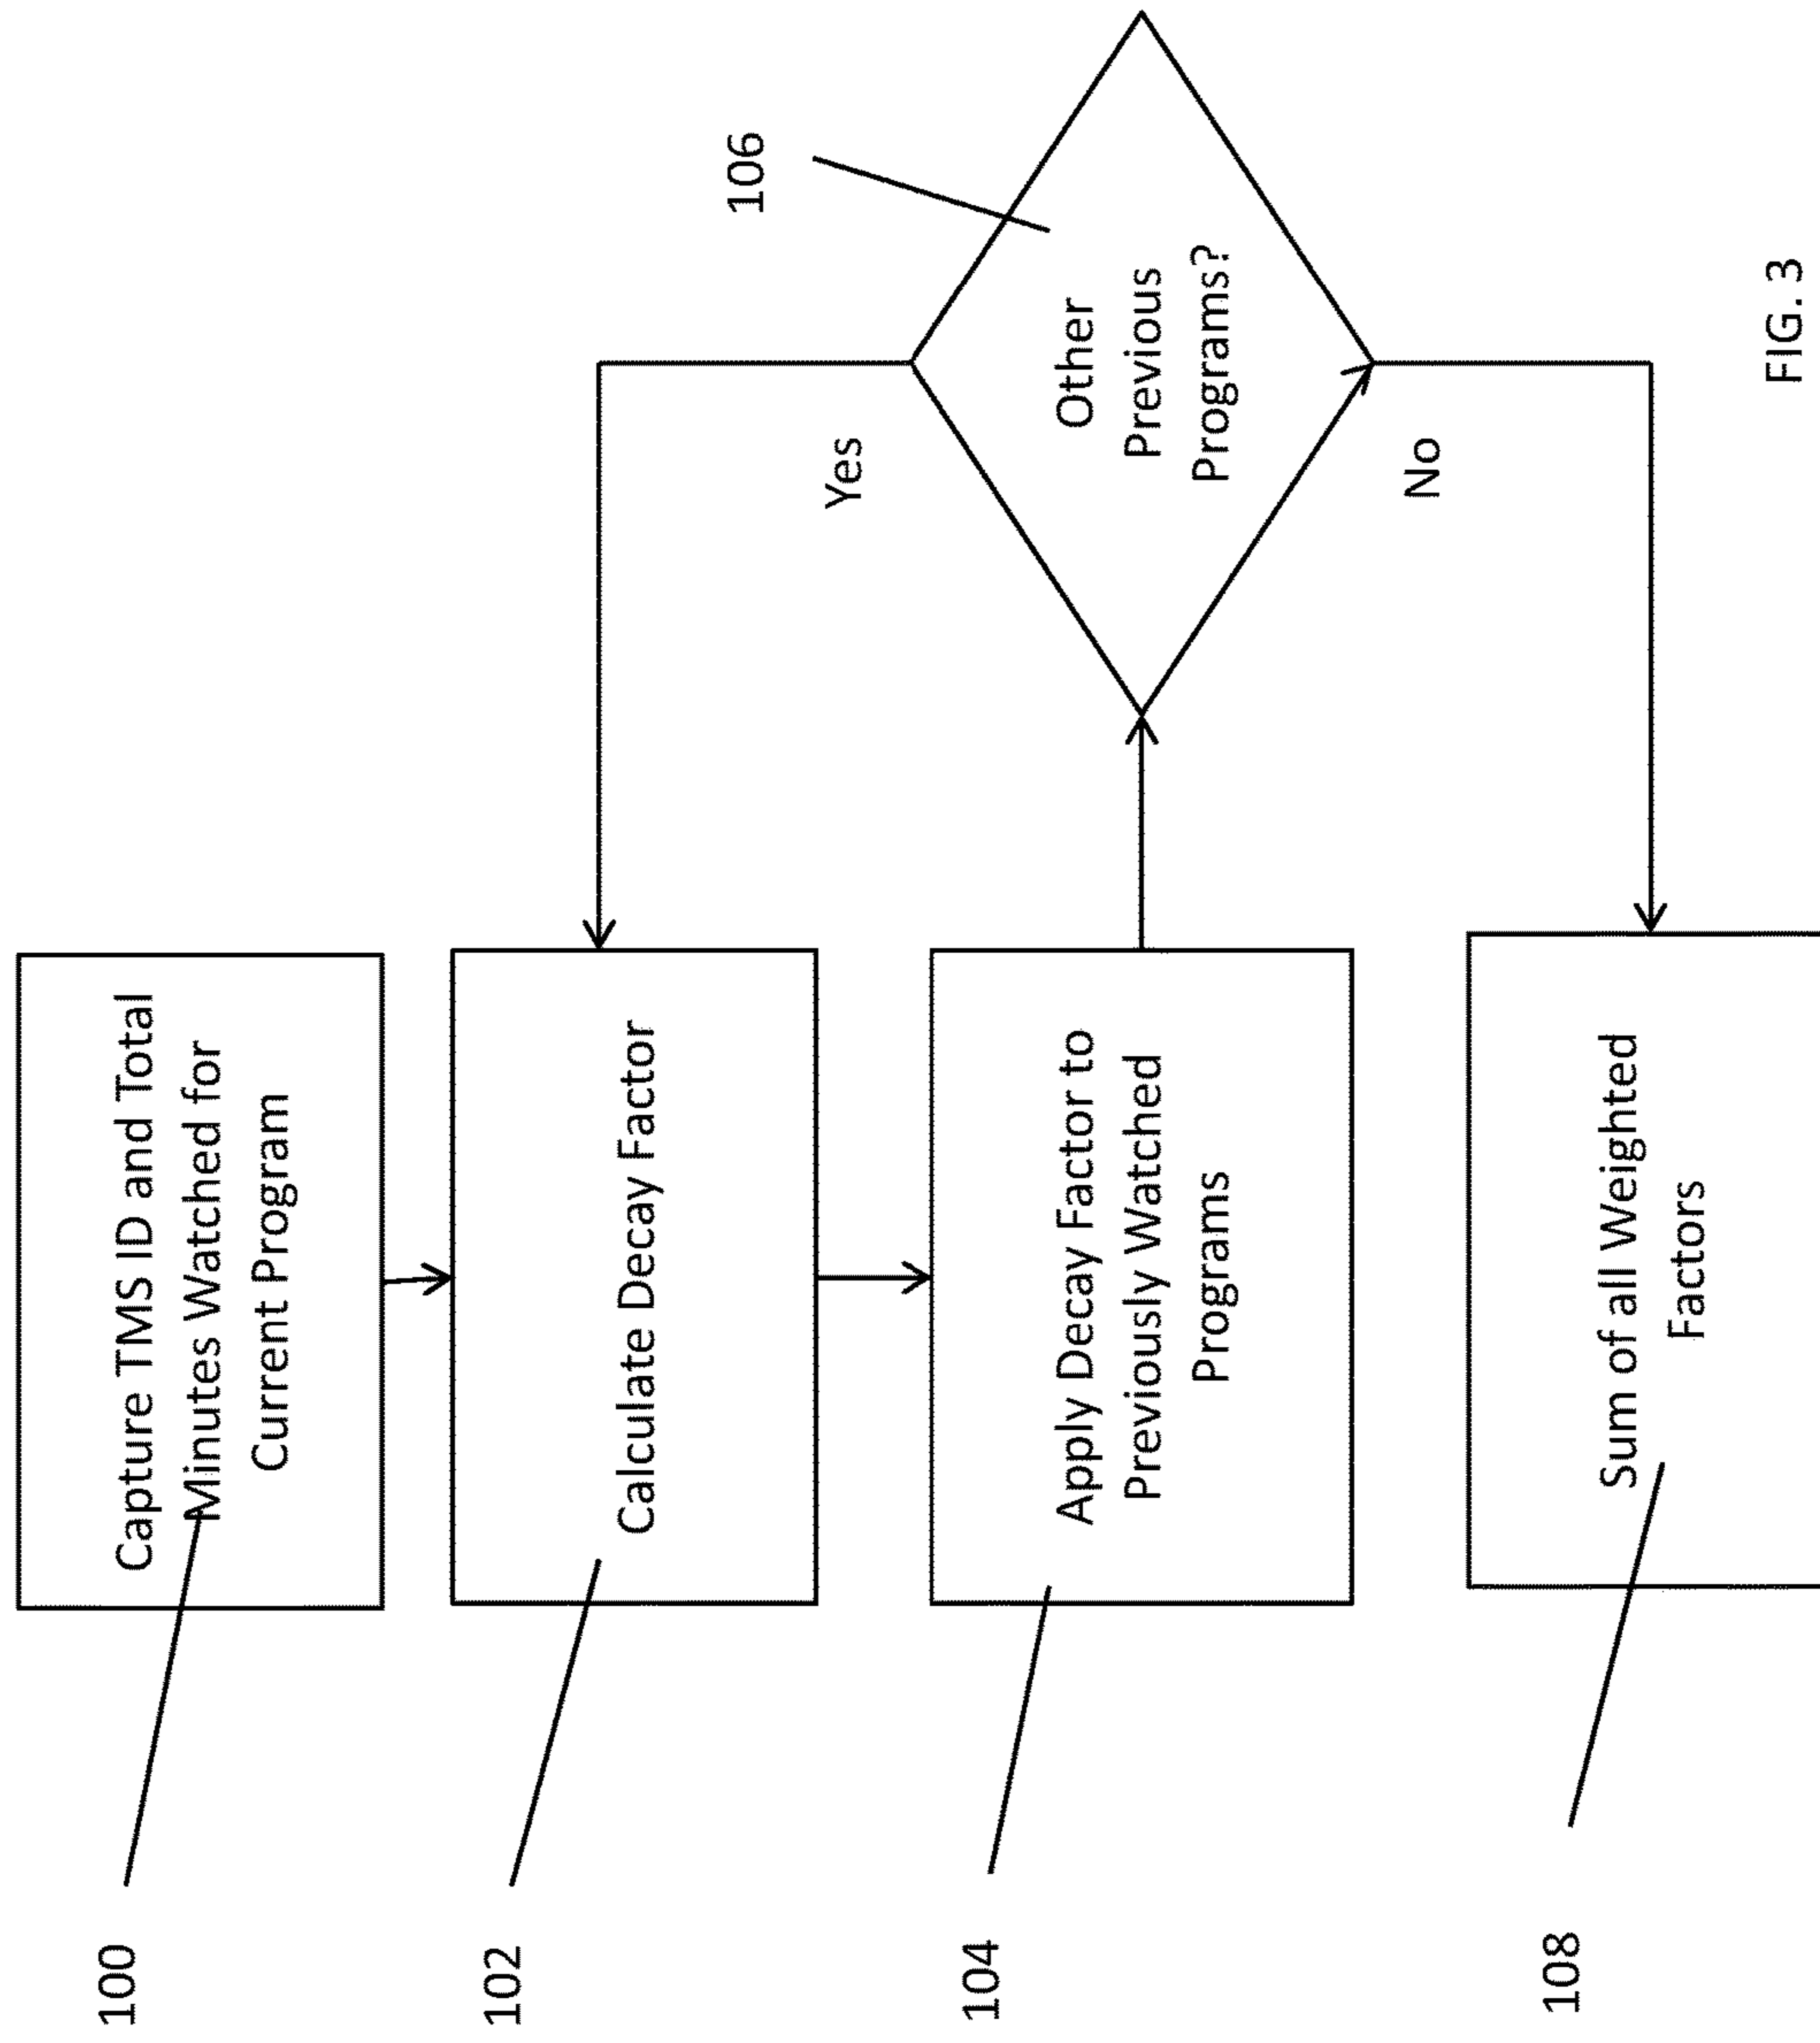 100
Capture TMS ID and Total
Minutes Watched for
Current Program
102
Calculate Decay Factor
104
Apply Decay Factor to
Previously Watched
Programs
106
Other
Previous
Programs?
Yes
No
108
Sum of all Weighted
Factors
FIG. 3